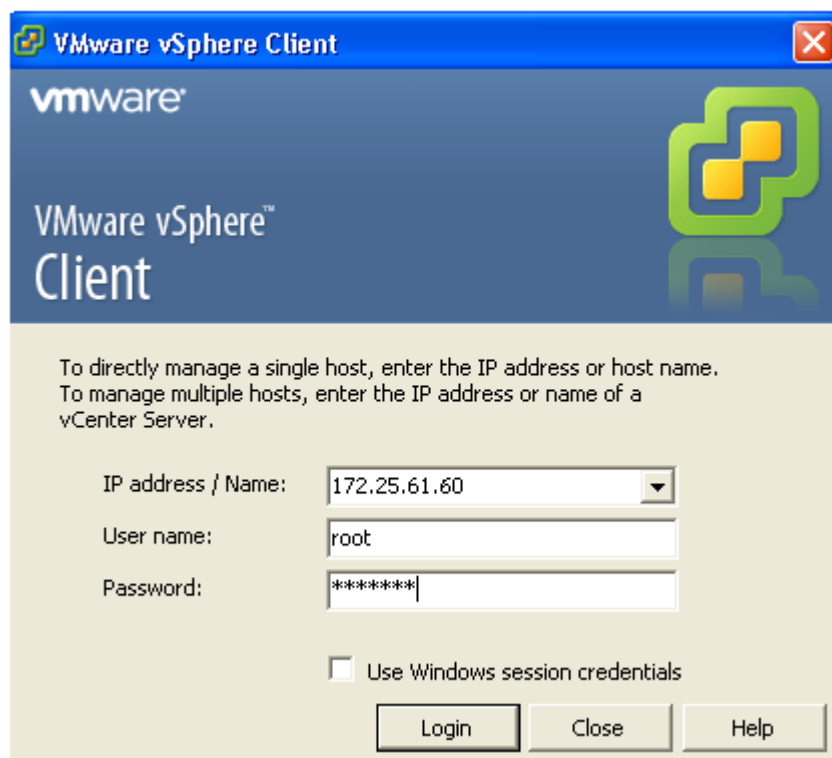 VMware vSphere Client
vmware
VMware vSphere™
Client
To directly manage a single host, enter the IP address or host name.
To manage multiple hosts, enter the IP address or name of a
vCenter Server.
IP address / Name: 172.25.61.60
User name: root
Password: *******
Use Windows session credentials
Login Close Help